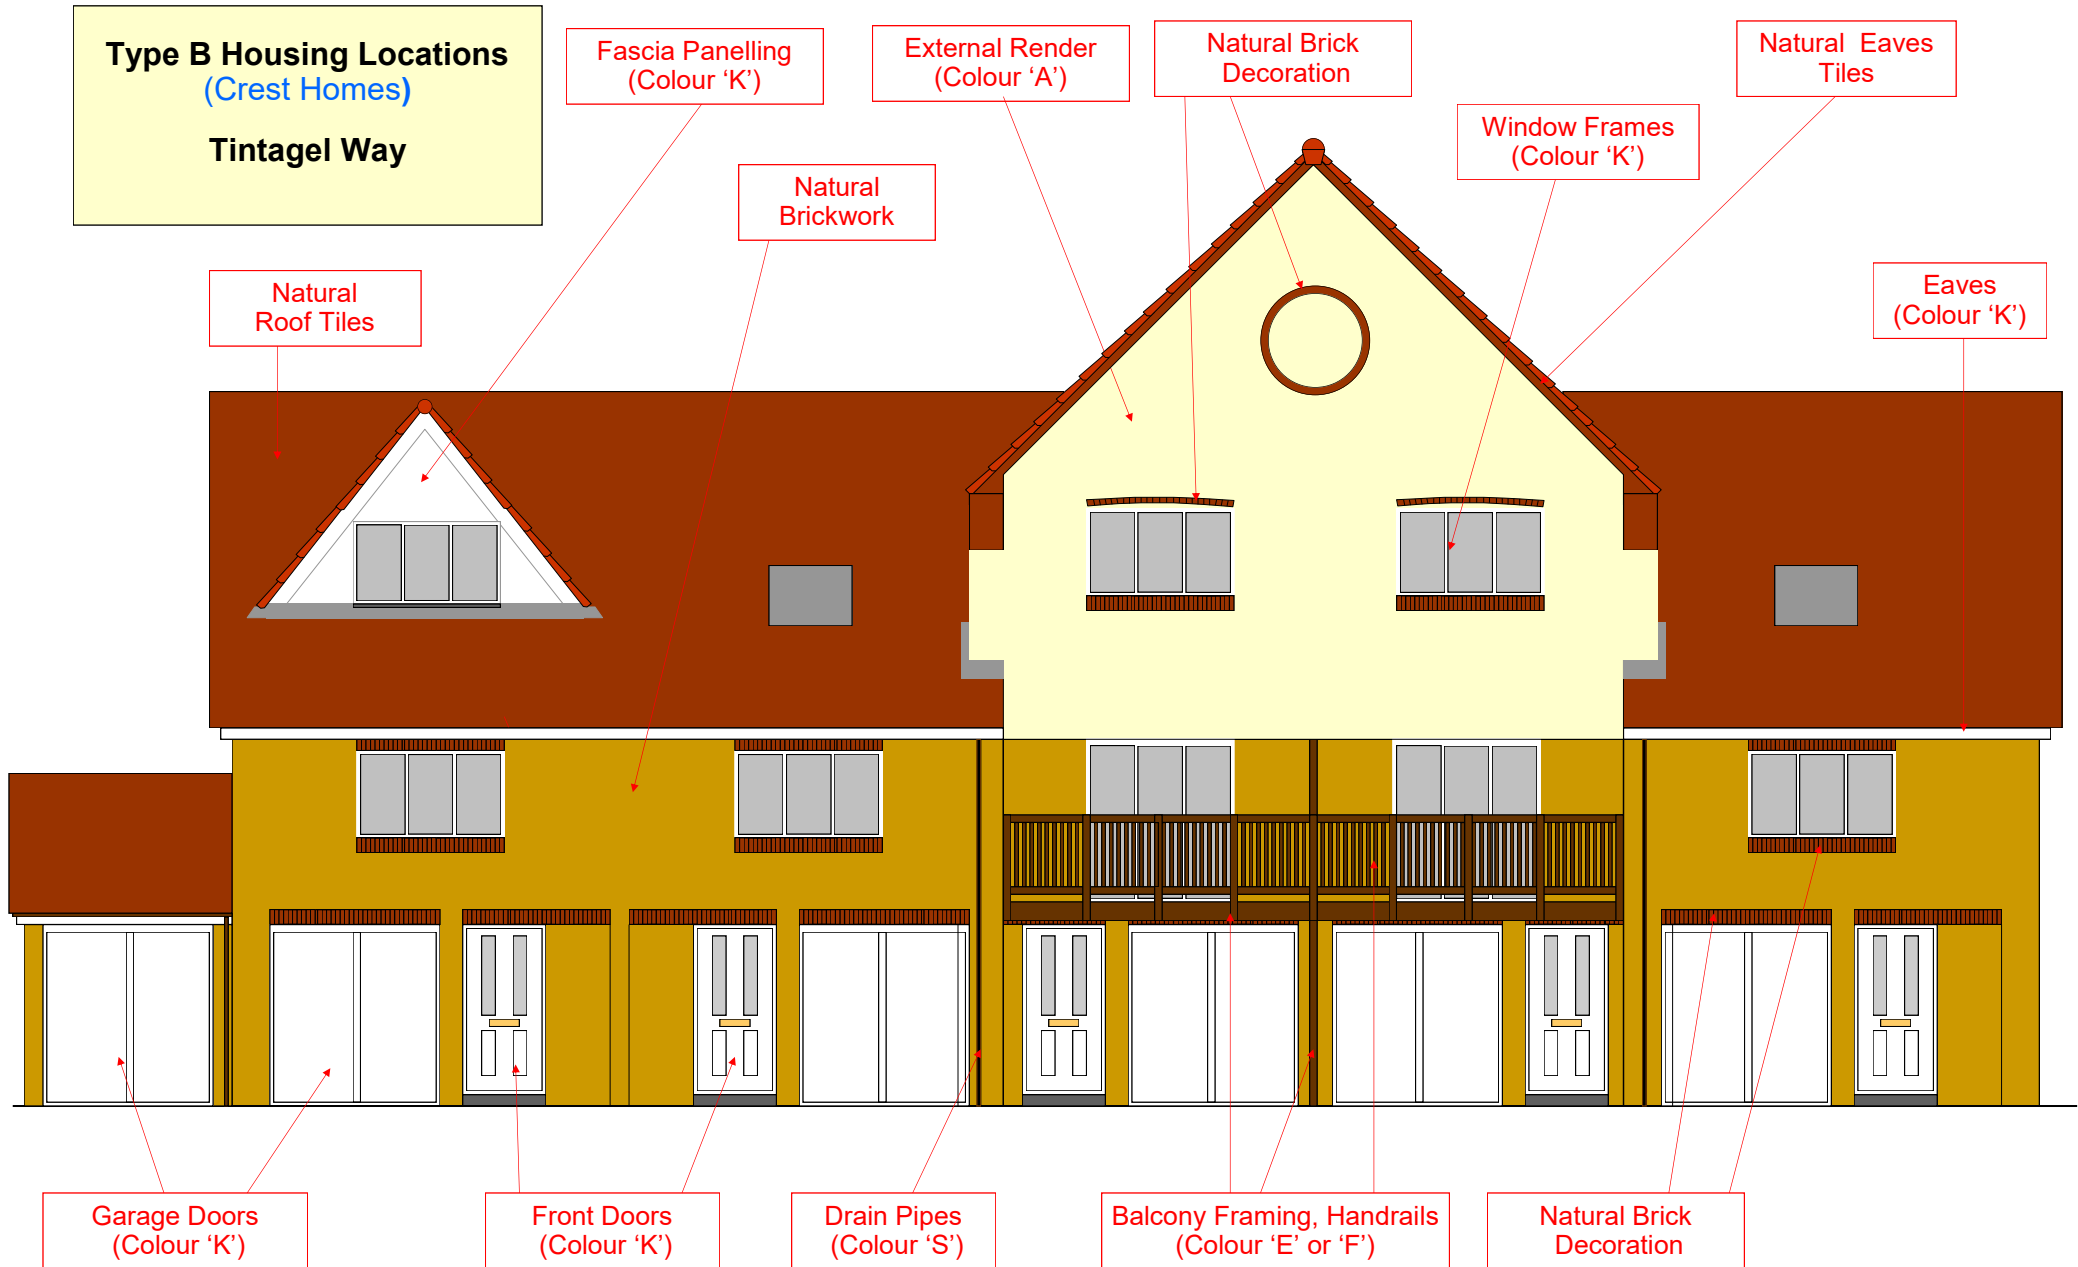 Type B Housing Locations
(Crest Homes)
Tintagel Way
Fascia Panelling
(Colour ‘K’)
External Render
(Colour ‘A’)
Natural Brick
Decoration
Natural Eaves
Tiles
Window Frames
(Colour ‘K’)
Natural
Brickwork
Natural
Roof Tiles
Eaves
(Colour ‘K’)
Garage Doors
(Colour ‘K’)
Front Doors
(Colour ‘K’)
Drain Pipes
(Colour ‘S’)
Balcony Framing, Handrails
(Colour ‘E’ or ‘F’)
Natural Brick
Decoration